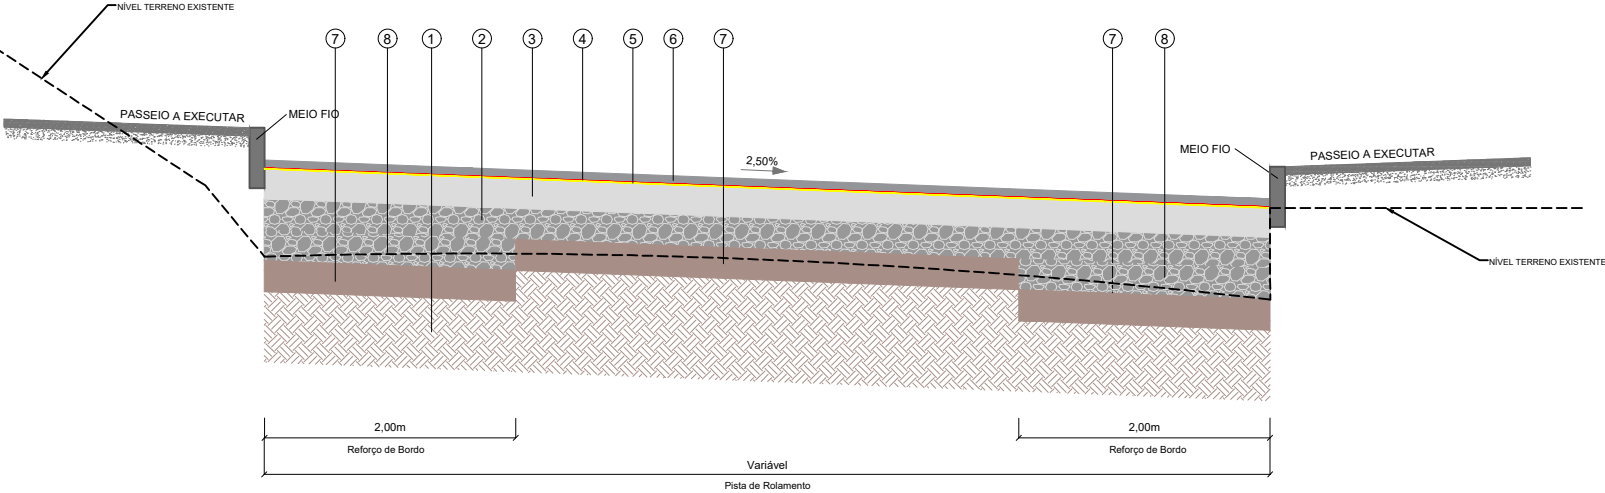 NÍVEL TERRENO EXISTENTE
7 8 1 2 3 4 5 6 7 7 8
PASSEIO A EXECUTAR
MEIO FIO
2,50%
MEIO FIO
PASSEIO A EXECUTAR
NÍVEL TERRENO EXISTENTE
2,00m
Reforço de Bordo
2,00m
Reforço de Bordo
Variável
Pista de Rolamento